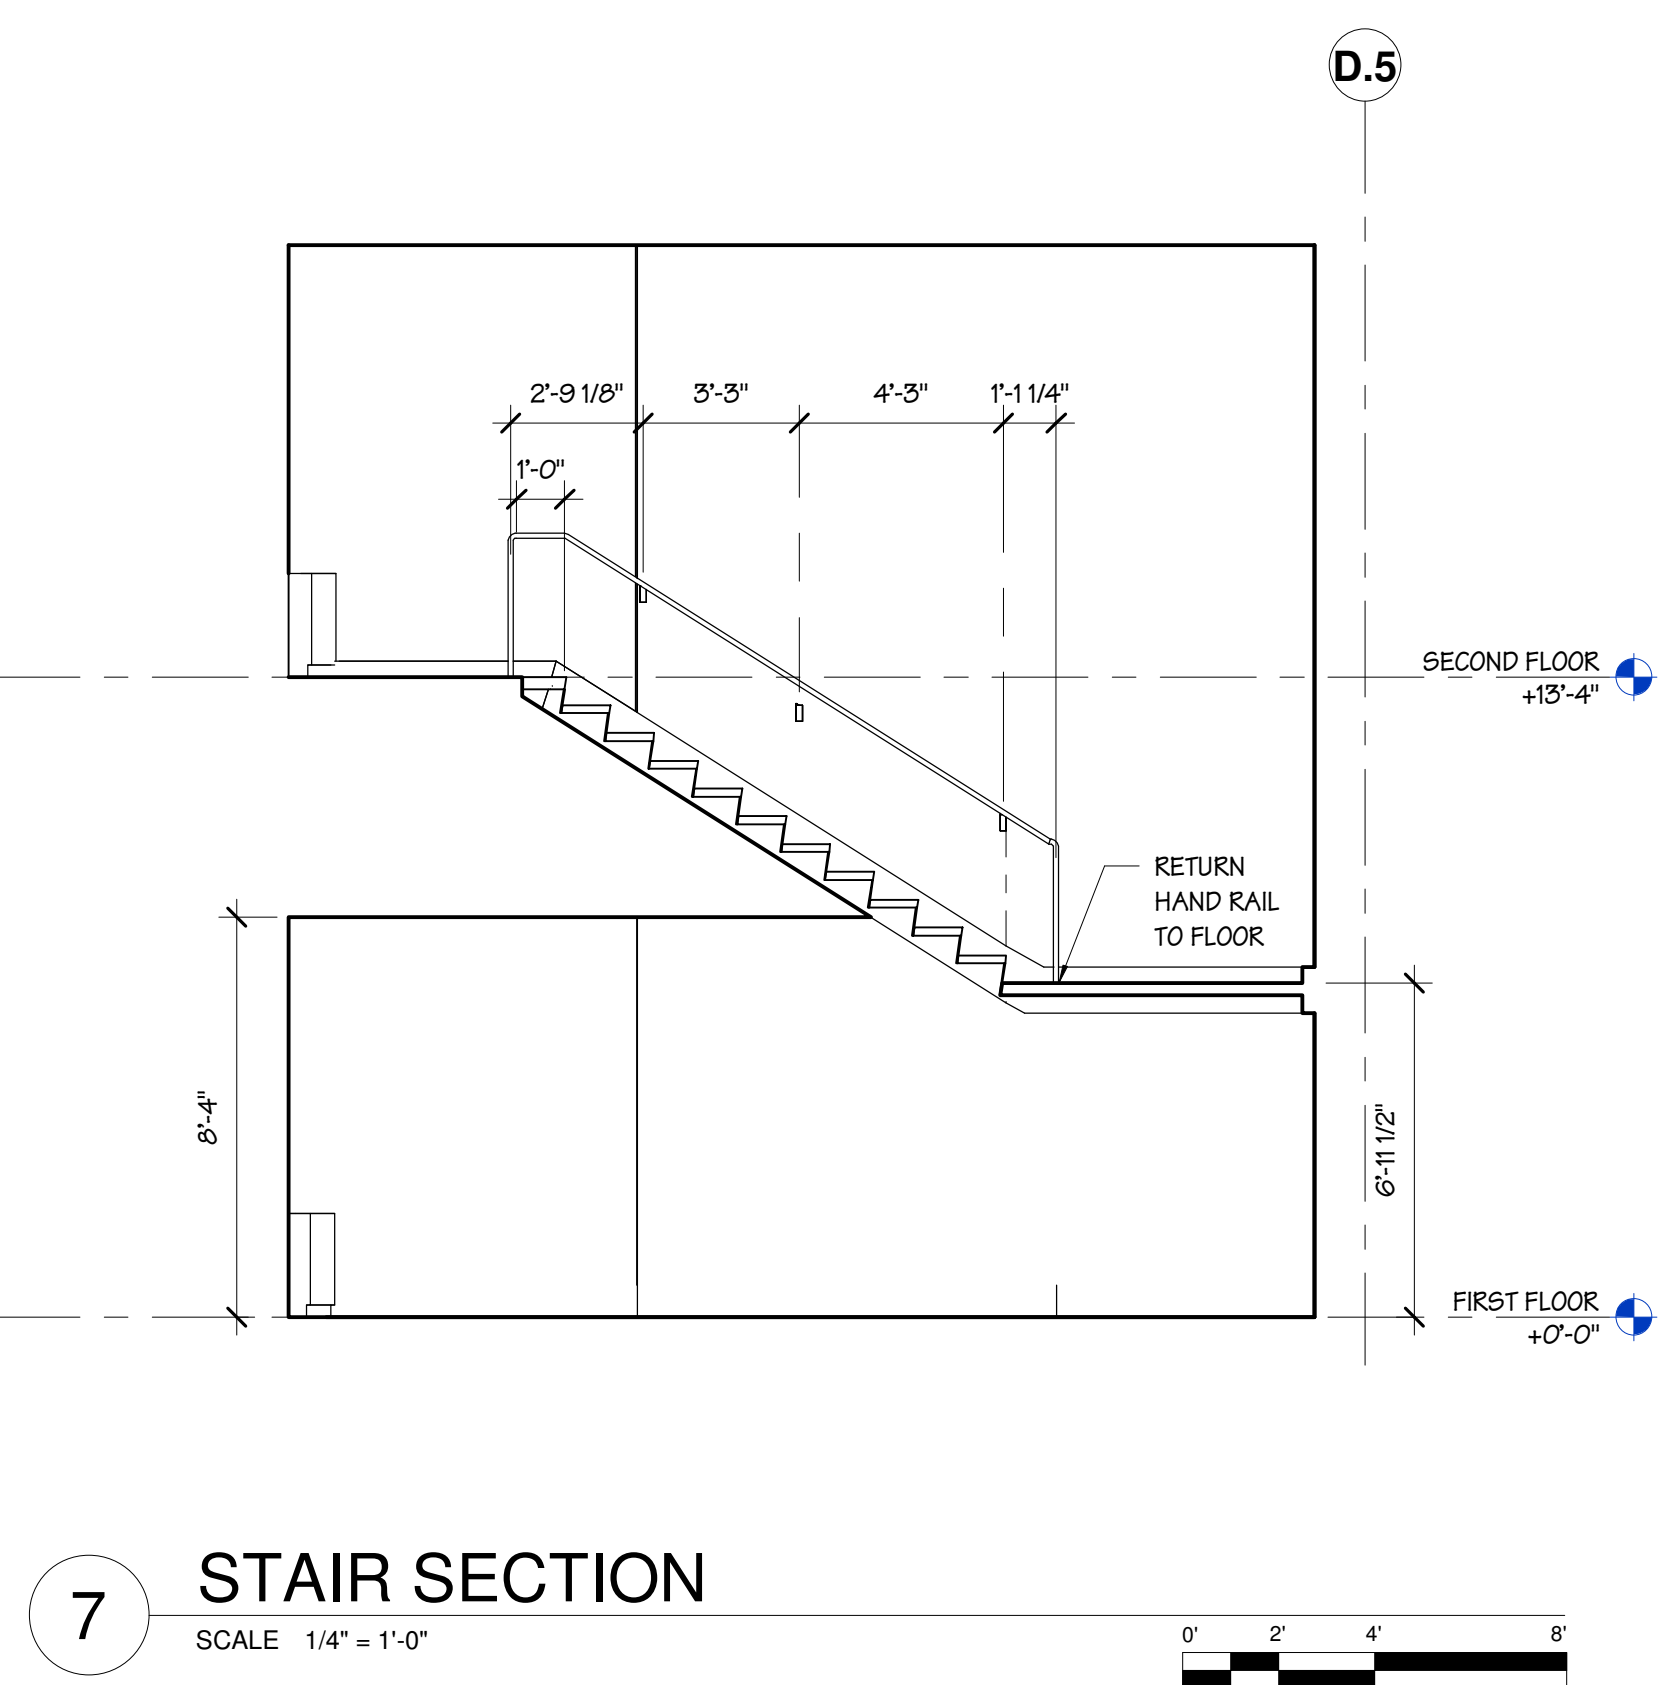 D.5
2'-9 1/8" 3'-3" 4'-3" 1'-1 1/4"
1'-0"
SECOND FLOOR
+13'-4"
RETURN
HAND RAIL
TO FLOOR
8'-4"
6'-11 1/2"
FIRST FLOOR
+0'-0"
7
STAIR SECTION
SCALE 1/4" = 1'-0"
0' 2' 4' 8'